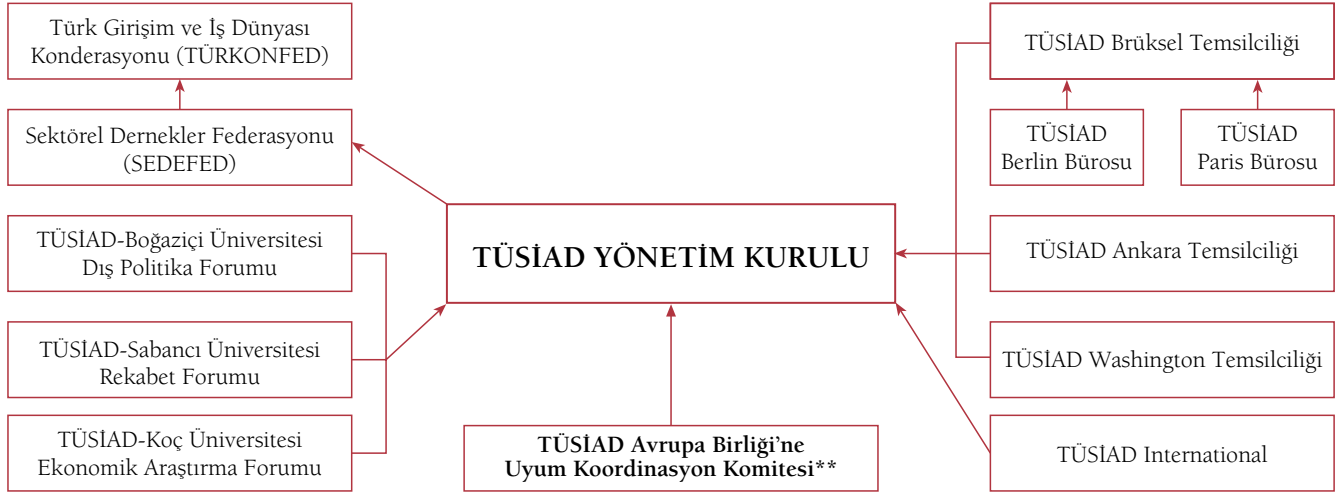 Türk Girişim ve İş Dünyası
Konderasyonu (TÜRKONFED)
Sektörel Dernekler Federasyonu
(SEDEFED)
TÜSİAD-Boğaziçi Üniversitesi
Dış Politika Forumu
TÜSİAD-Sabancı Üniversitesi
Rekabet Forumu
TÜSİAD-Koç Üniversitesi
Ekonomik Araştırma Forumu
TÜSİAD YÖNETİM KURULU
TÜSİAD Avrupa Birliği’ne
Uyum Koordinasyon Komitesi**
TÜSİAD Brüksel Temsilciliği
TÜSİAD
Berlin Bürosu
TÜSİAD
Paris Bürosu
TÜSİAD Ankara Temsilciliği
TÜSİAD Washington Temsilciliği
TÜSİAD International